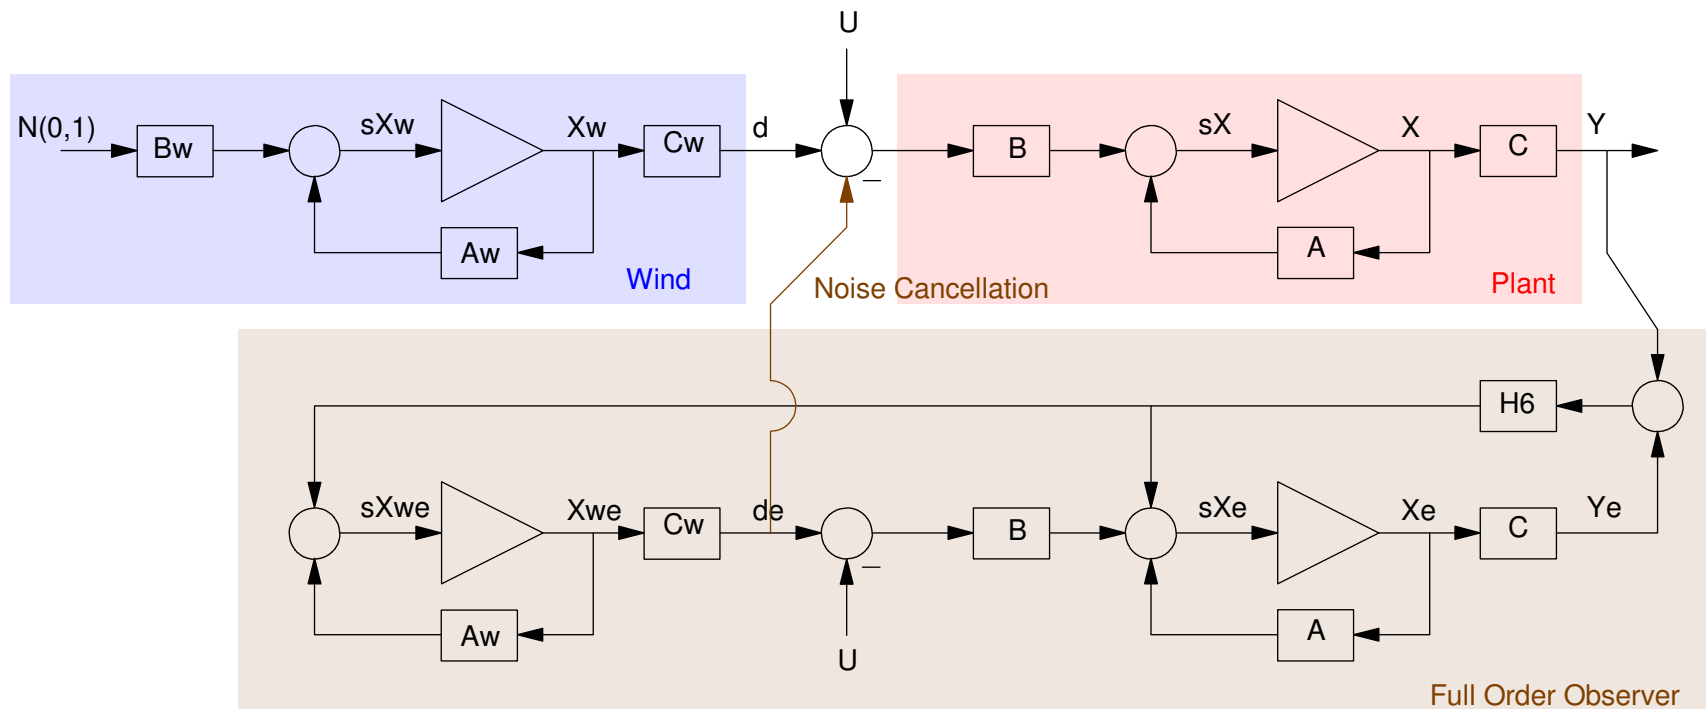 U
N(0,1)
Bw
sXw
Xw
Cw
d
B
sX
X
C
Y
Aw
A
Wind
Noise Cancellation
Plant
H6
sXwe
Xwe
Cw
de
B
sXe
Xe
C
Ye
Aw
A
U
Full Order Observer